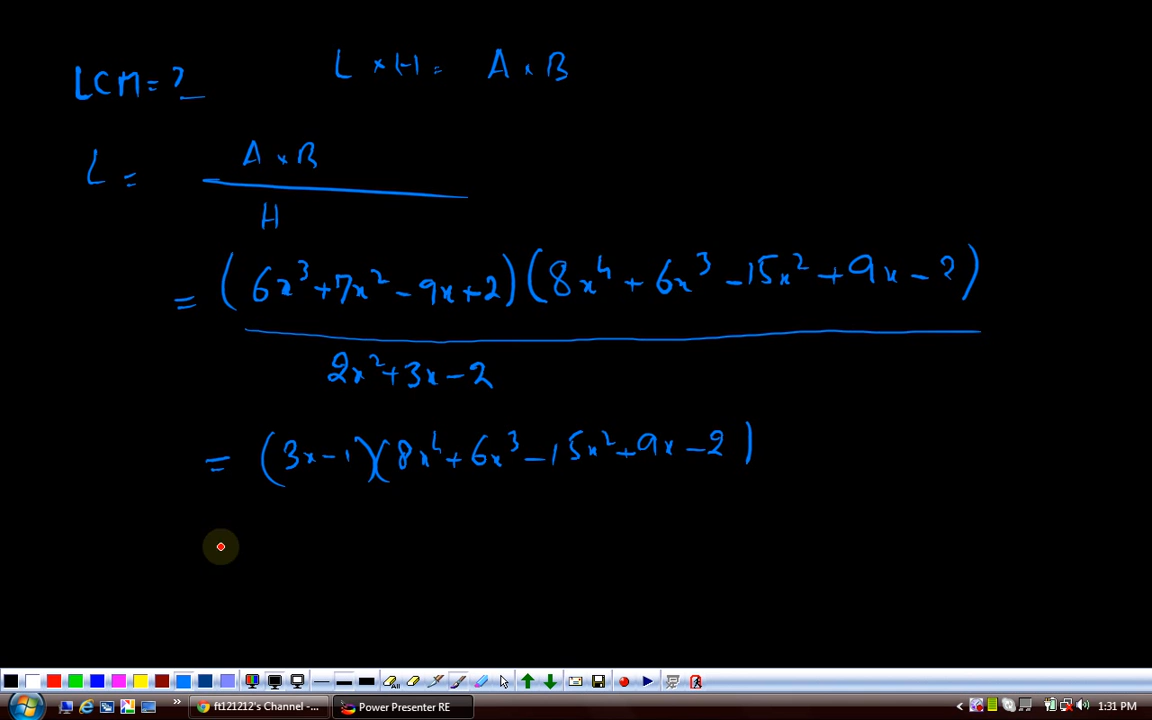 LCM = ?
L × H = A × B
L = A × B / H
= (6x³ + 7x² - 9x + 2)(8x⁴ + 6x³ - 15x² + 9x - 2)
2x² + 3x - 2
= (3x - 1)(8x⁴ + 6x³ - 15x² + 9x - 2)
ft121212's Channel -...
Power Presenter RE
1:31 PM